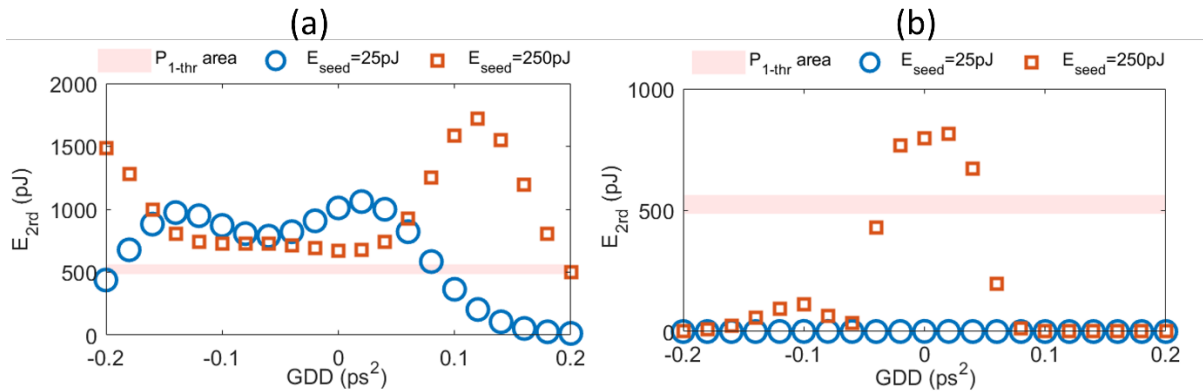 (a)
P1-thr area Eseed=25pJ Eseed=250pJ
2000
1500
1000
500
0
E2rd (pJ)
-0.2 -0.1 0 0.1 0.2
GDD (ps²)
(b)
P1-thr area Eseed=25pJ Eseed=250pJ
1000
500
0
E2rd (pJ)
-0.2 -0.1 0 0.1 0.2
GDD (ps²)